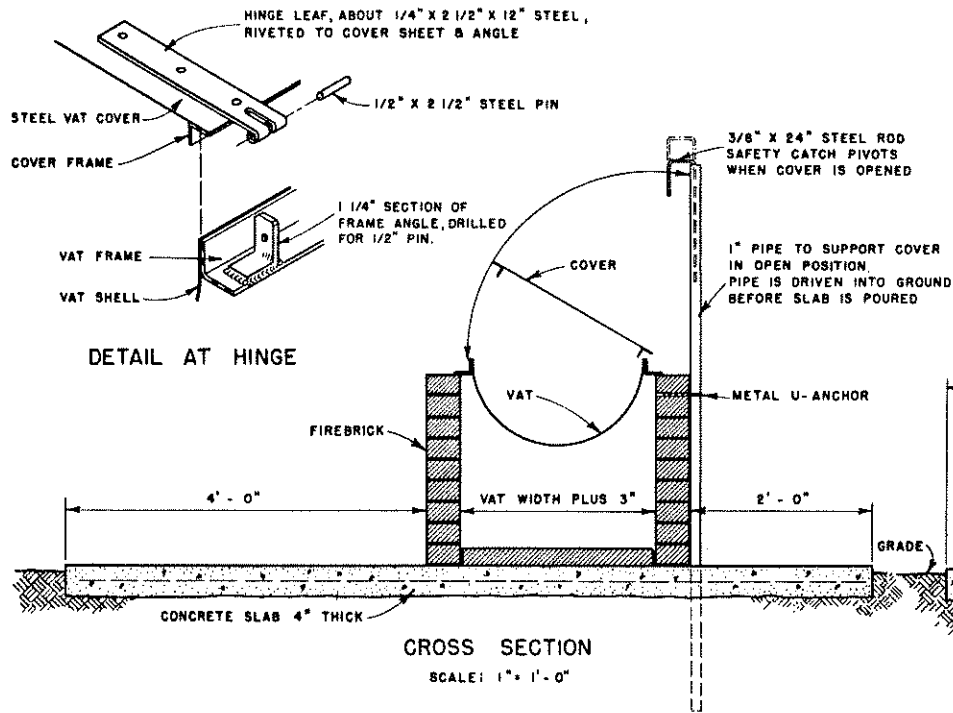 HINGE LEAF, ABOUT 1/4" X 2 1/2" X 12" STEEL,
RIVETED TO COVER SHEET & ANGLE
1/2" X 2 1/2" STEEL PIN
STEEL VAT COVER
COVER FRAME
1 1/4" SECTION OF
FRAME ANGLE, DRILLED
FOR 1/2" PIN.
VAT FRAME
VAT SHELL
DETAIL AT HINGE
3/8" X 24" STEEL ROD
SAFETY CATCH PIVOTS
WHEN COVER IS OPENED
COVER
1" PIPE TO SUPPORT COVER
IN OPEN POSITION.
PIPE IS DRIVEN INTO GROUND
BEFORE SLAB IS POURED
VAT
METAL U-ANCHOR
FIREBRICK
4' - 0"
VAT WIDTH PLUS 3"
2' - 0"
GRADE
CONCRETE SLAB 4" THICK
CROSS SECTION
SCALE: 1" = 1' - 0"